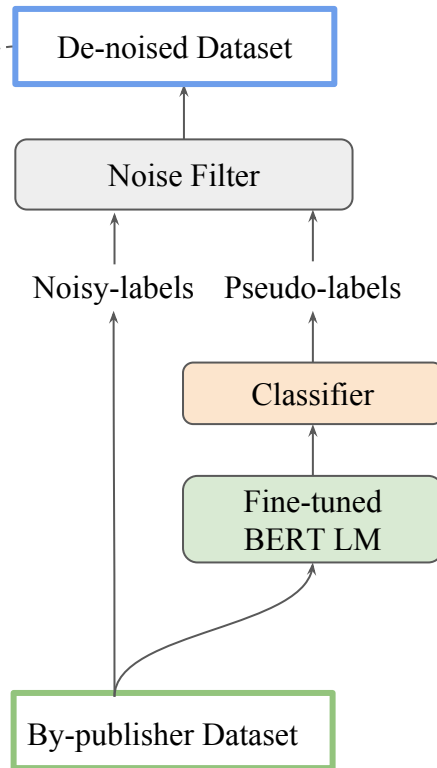 De-noised Dataset
Noise Filter
Noisy-labels
Pseudo-labels
Classifier
Fine-tuned
BERT LM
By-publisher Dataset